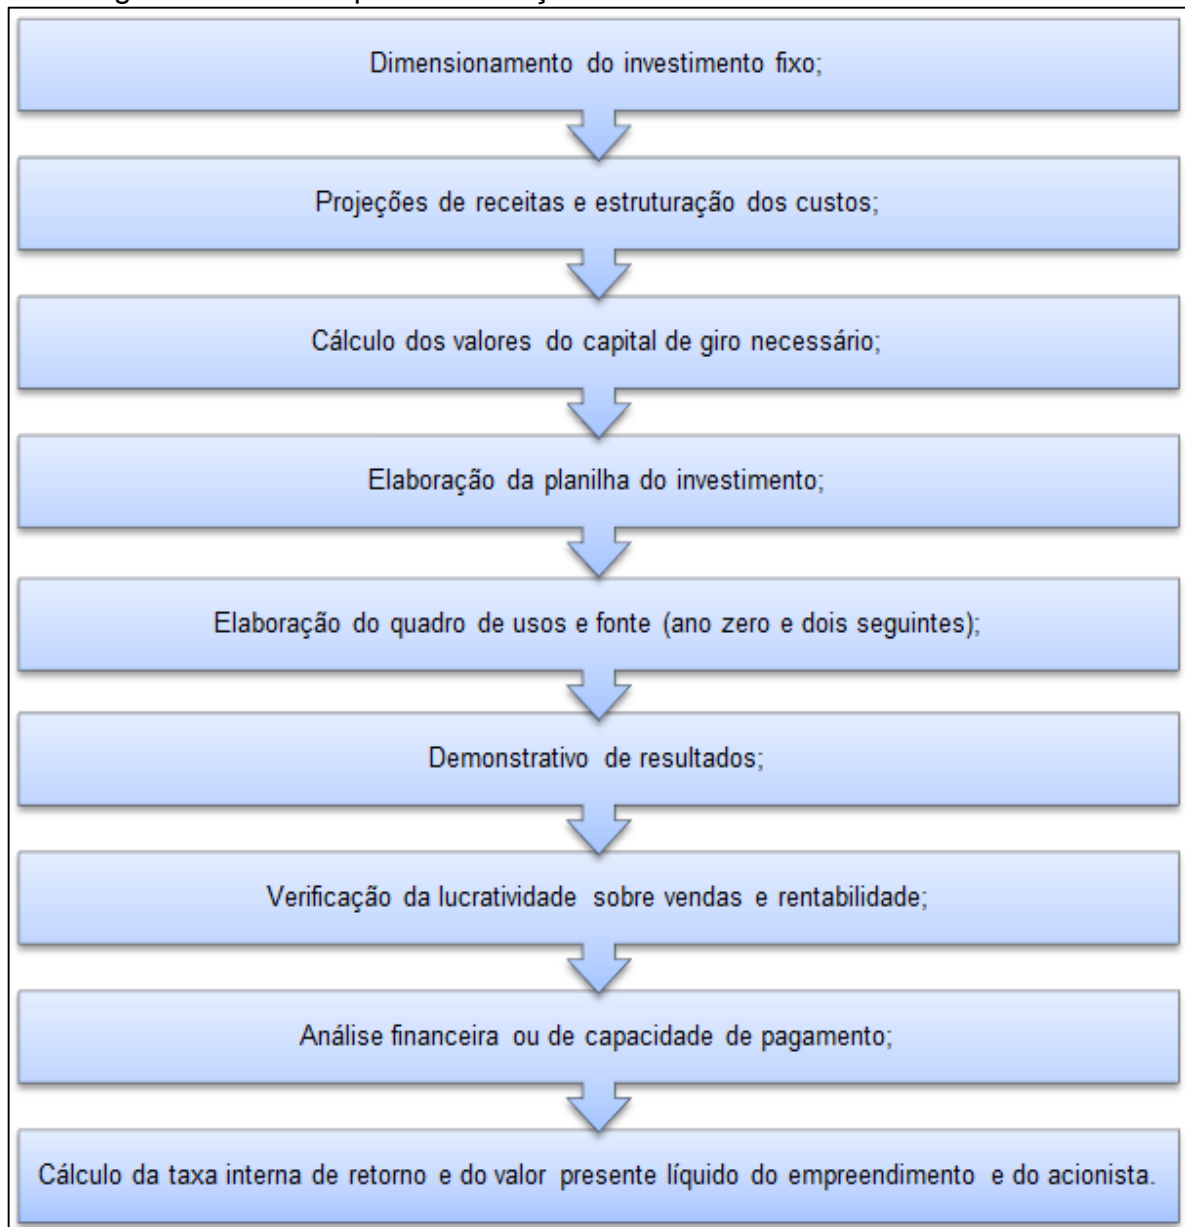 Dimensionamento do investimento fixo;
Projeções de receitas e estruturação dos custos;
Cálculo dos valores do capital de giro necessário;
Elaboração da planilha do investimento;
Elaboração do quadro de usos e fonte (ano zero e dois seguintes);
Demonstrativo de resultados;
Verificação da lucratividade sobre vendas e rentabilidade;
Análise financeira ou de capacidade de pagamento;
Cálculo da taxa interna de retorno e do valor presente líquido do empreendimento e do acionista.